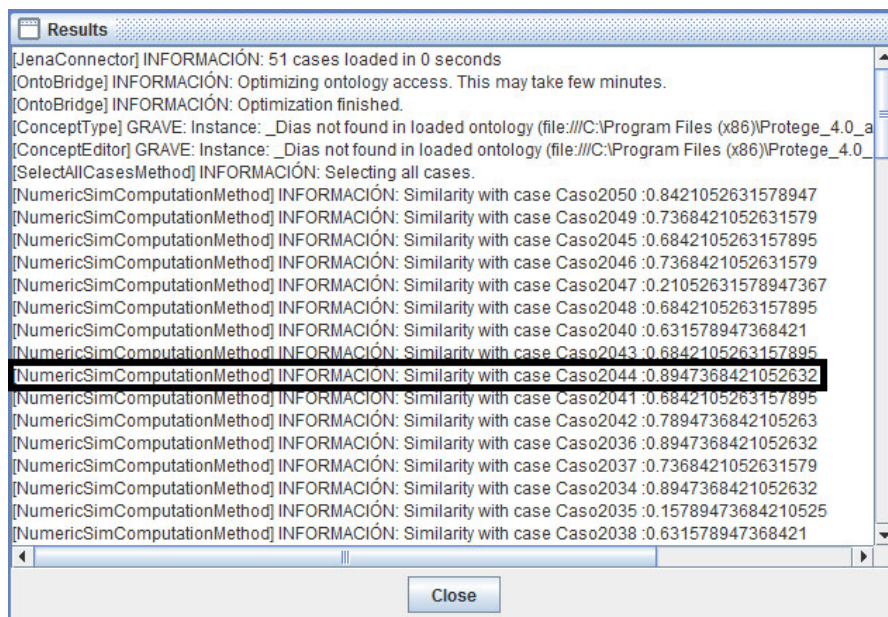 Results
[JenaConnector] INFORMACIÓN: 51 cases loaded in 0 seconds
[OntoBridge] INFORMACIÓN: Optimizing ontology access. This may take few minutes.
[OntoBridge] INFORMACIÓN: Optimization finished.
[ConceptType] GRAVE: Instance: _Dias not found in loaded ontology (file:///C:\Program Files (x86)\Protege_4.0_a
[ConceptEditor] GRAVE: Instance: _Dias not found in loaded ontology (file:///C:\Program Files (x86)\Protege_4.0_
[SelectAllCasesMethod] INFORMACIÓN: Selecting all cases.
[NumericSimComputationMethod] INFORMACIÓN: Similarity with case Caso2050 :0.8421052631578947
[NumericSimComputationMethod] INFORMACIÓN: Similarity with case Caso2049 :0.7368421052631579
[NumericSimComputationMethod] INFORMACIÓN: Similarity with case Caso2045 :0.6842105263157895
[NumericSimComputationMethod] INFORMACIÓN: Similarity with case Caso2046 :0.7368421052631579
[NumericSimComputationMethod] INFORMACIÓN: Similarity with case Caso2047 :0.21052631578947367
[NumericSimComputationMethod] INFORMACIÓN: Similarity with case Caso2048 :0.6842105263157895
[NumericSimComputationMethod] INFORMACIÓN: Similarity with case Caso2040 :0.631578947368421
[NumericSimComputationMethod] INFORMACIÓN: Similarity with case Caso2043 :0.6842105263157895
[NumericSimComputationMethod] INFORMACIÓN: Similarity with case Caso2044 :0.8947368421052632
[NumericSimComputationMethod] INFORMACIÓN: Similarity with case Caso2041 :0.6842105263157895
[NumericSimComputationMethod] INFORMACIÓN: Similarity with case Caso2042 :0.7894736842105263
[NumericSimComputationMethod] INFORMACIÓN: Similarity with case Caso2036 :0.8947368421052632
[NumericSimComputationMethod] INFORMACIÓN: Similarity with case Caso2037 :0.7368421052631579
[NumericSimComputationMethod] INFORMACIÓN: Similarity with case Caso2034 :0.8947368421052632
[NumericSimComputationMethod] INFORMACIÓN: Similarity with case Caso2035 :0.15789473684210525
[NumericSimComputationMethod] INFORMACIÓN: Similarity with case Caso2038 :0.631578947368421
Close